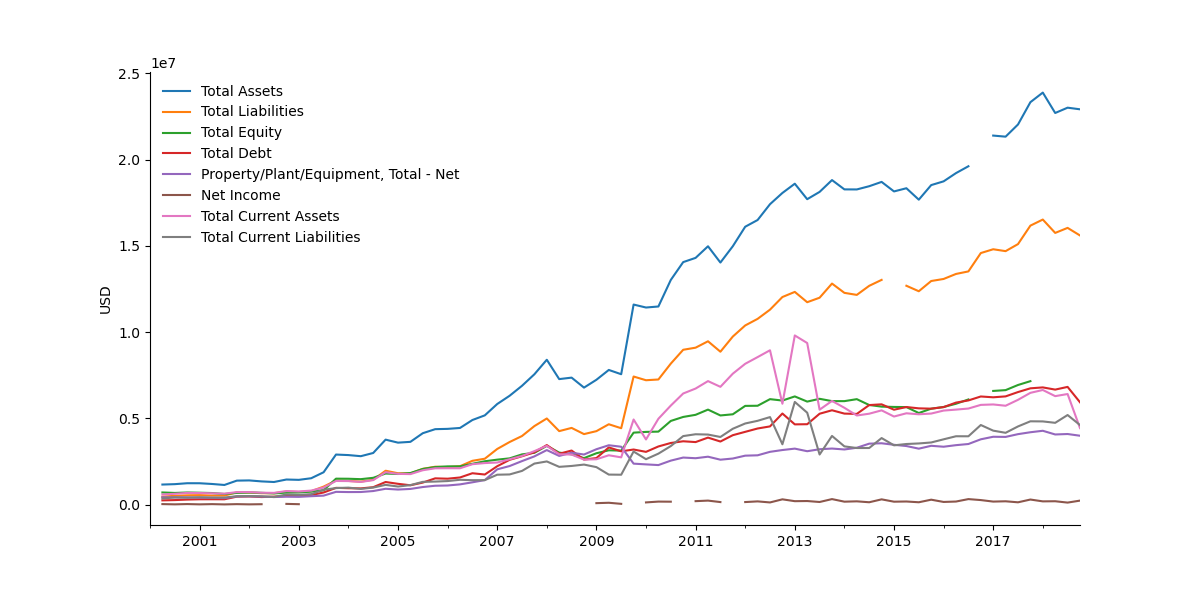 1e7
2.5
2.0
1.5
1.0
0.5
0.0
USD
Total Assets
Total Liabilities
Total Equity
Total Debt
Property/Plant/Equipment, Total - Net
Net Income
Total Current Assets
Total Current Liabilities
2001 2003 2005 2007 2009 2011 2013 2015 2017